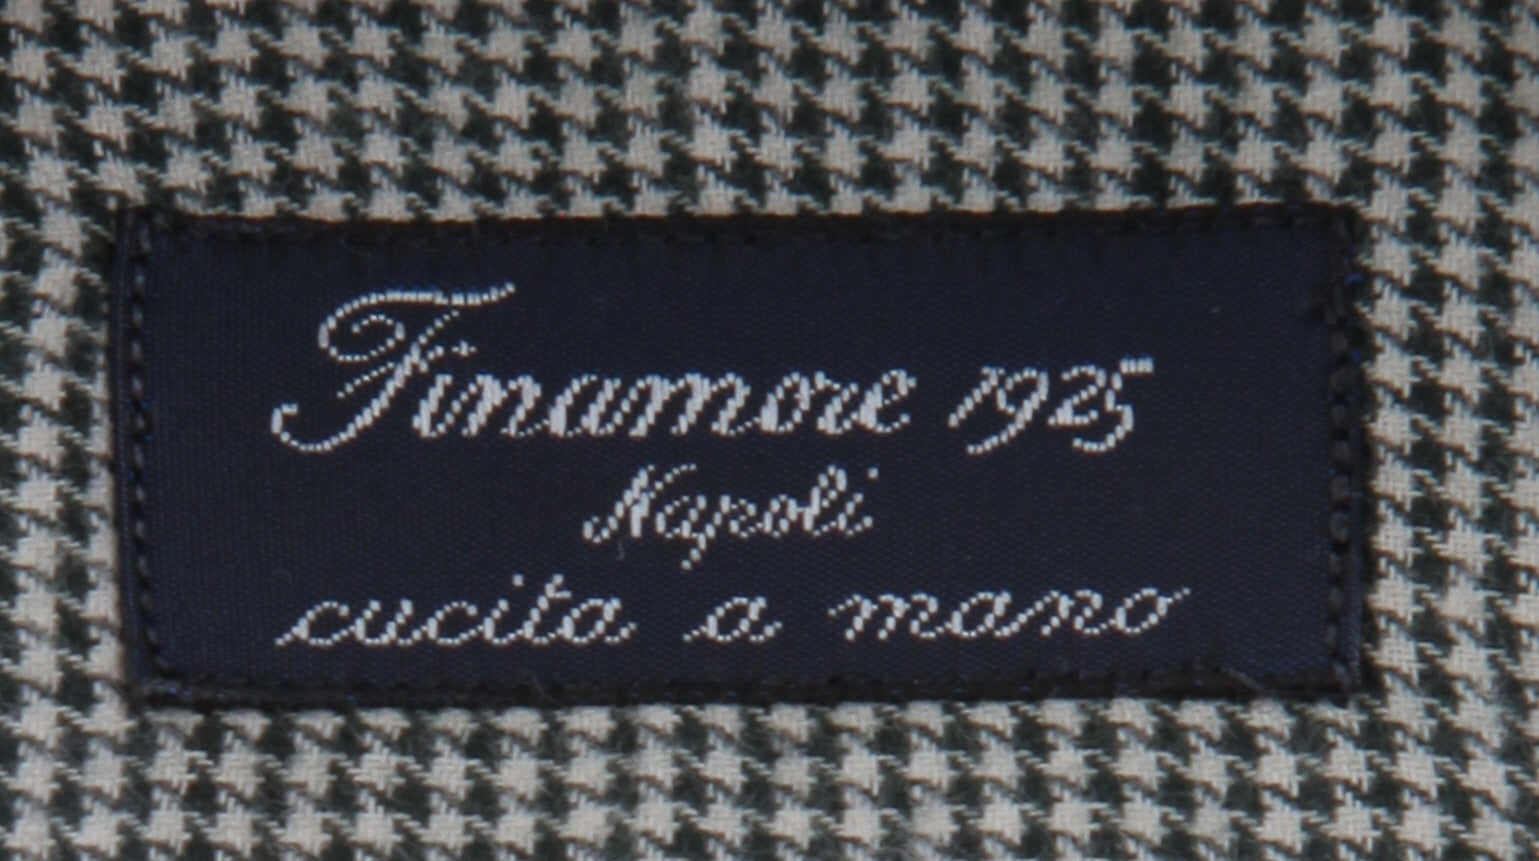 Finamore 1925
Napoli
cucita a mano